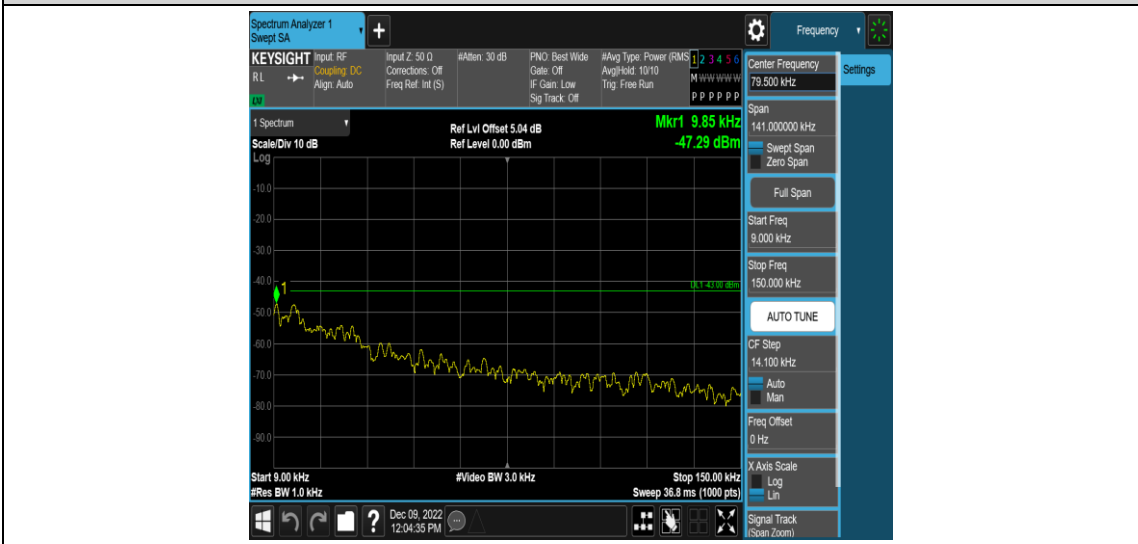 Spectrum Analyzer 1
Swept SA
+
Frequency
KEYSIGHT
RL
LXI
Input: RF
Coupling: DC
Align: Auto
Input Z: 50 Ω
Corrections: Off
Freq Ref: Int (S)
#Atten: 30 dB
PNO: Best Wide
Gate: Off
IF Gain: Low
Sig Track: Off
#Avg Type: Power (RMS
Avg|Hold: 10/10
Trig: Free Run
1 2 3 4 5 6
M W W W W W
P P P P P P
Center Frequency
79.500 kHz
Settings
Span
141.000000 kHz
Swept Span
Zero Span
Full Span
Start Freq
9.000 kHz
Stop Freq
150.000 kHz
AUTO TUNE
CF Step
14.100 kHz
Auto
Man
Freq Offset
0 Hz
X Axis Scale
Log
Lin
Signal Track
(Span Zoom)
1 Spectrum
Scale/Div 10 dB
Log
Ref Lvl Offset 5.04 dB
Ref Level 0.00 dBm
Mkr1 9.85 kHz
-47.29 dBm
-10.0
-20.0
-30.0
-40.0
-50.0
-60.0
-70.0
-80.0
-90.0
1
DL1 -43.00 dBm
Start 9.00 kHz
#Res BW 1.0 kHz
#Video BW 3.0 kHz
Stop 150.00 kHz
Sweep 36.8 ms (1000 pts)
?
Dec 09, 2022
12:04:35 PM